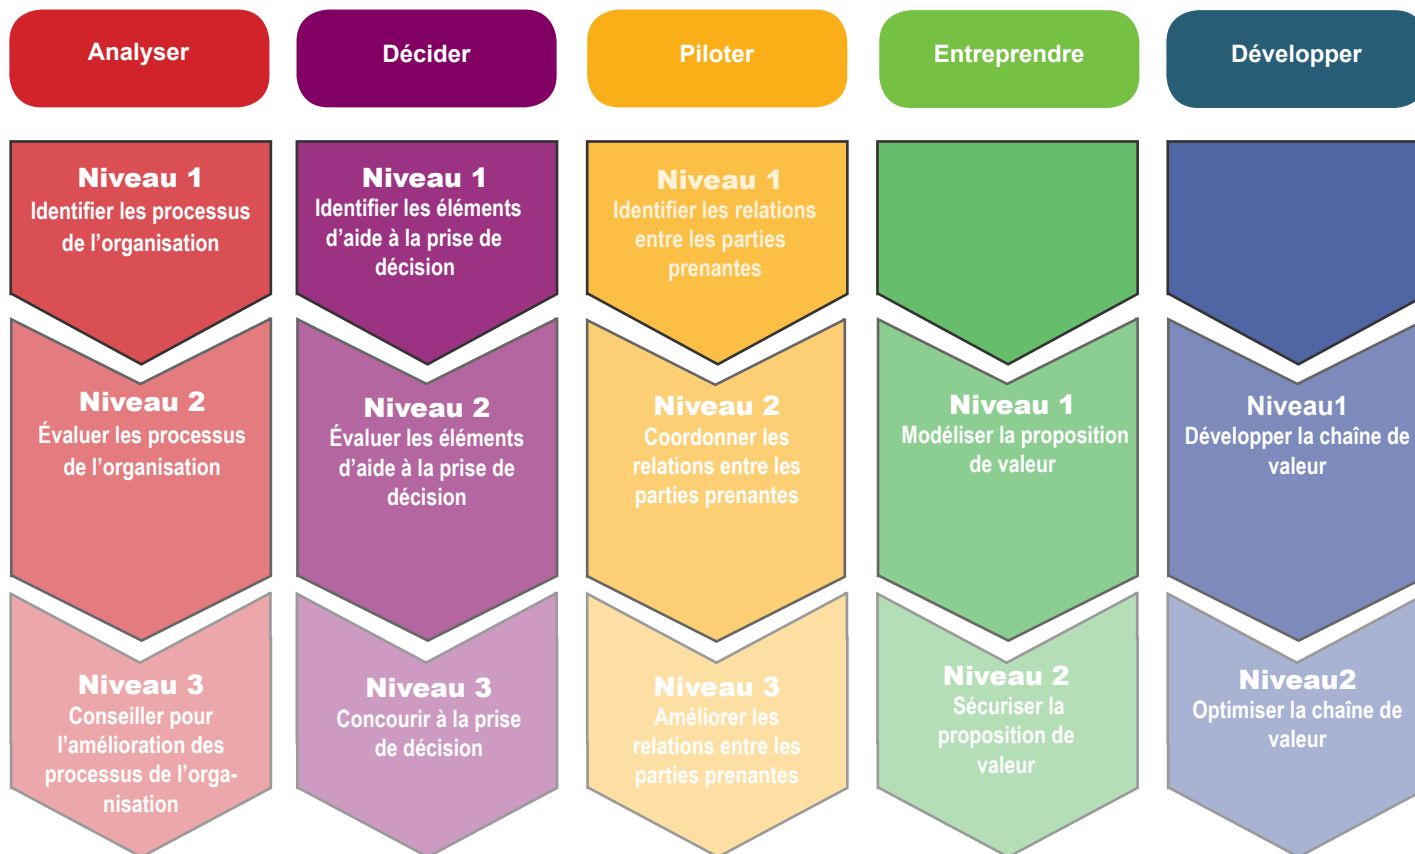 Analyser
Décider
Piloter
Entreprendre
Développer
Niveau 1
Identifier les processus
de l’organisation
Niveau 1
Identifier les éléments
d’aide à la prise de
décision
Niveau 1
Identifier les relations
entre les parties
prenantes
Niveau 2
Évaluer les processus
de l’organisation
Niveau 2
Évaluer les éléments
d’aide à la prise de
décision
Niveau 2
Coordonner les
relations entre les
parties prenantes
Niveau 1
Modéliser la proposition
de valeur
Niveau1
Développer la chaîne de
valeur
Niveau 3
Conseiller pour
l’amélioration des
processus de l’orga-
nisation
Niveau 3
Concourir à la prise
de décision
Niveau 3
Améliorer les
relations entre les
parties prenantes
Niveau 2
Sécuriser la
proposition de
valeur
Niveau2
Optimiser la chaîne de
valeur